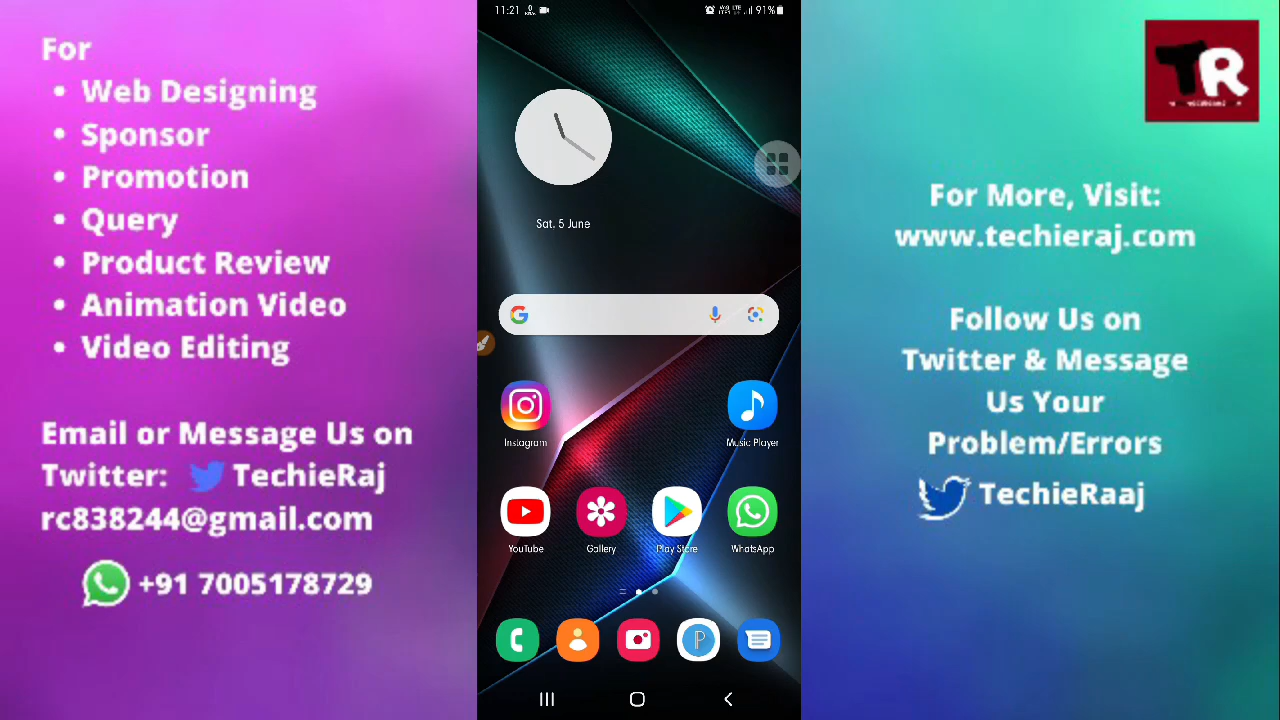 For
• Web Designing
• Sponsor
• Promotion
• Query
• Product Review
• Animation Video
• Video Editing
Email or Message Us on
Twitter: TechieRaj
rc838244@gmail.com
+91 7005178729
11:21
91%
Sat, 5 June
Instagram
Music Player
YouTube
Gallery
Play Store
WhatsApp
TR
For More, Visit:
www.techieraj.com
Follow Us on
Twitter & Message
Us Your
Problem/Errors
TechieRaaj